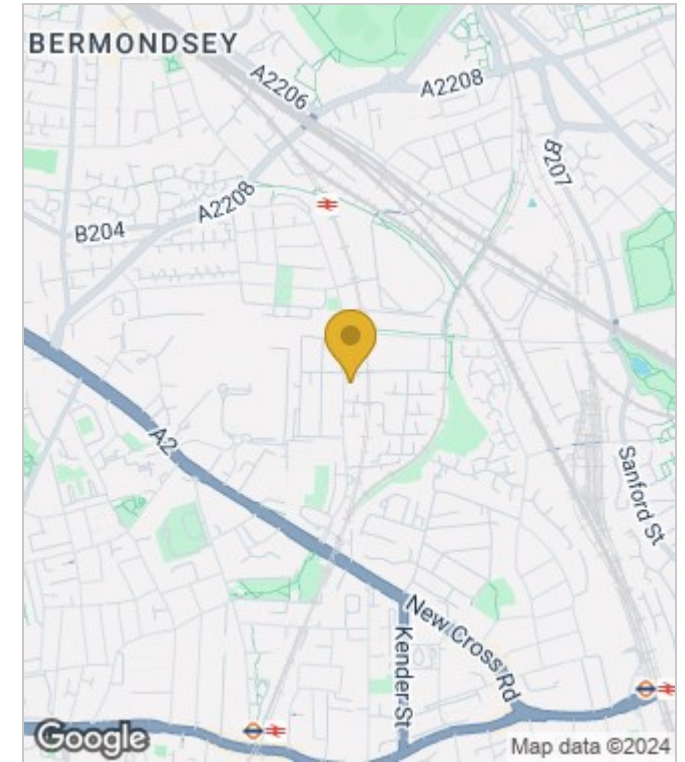 BERMONDSEY
A2206
A2208
B207
A2208
B204
A2
Sanford St
New Cross Rd
Kender St
Google
Map data ©2024